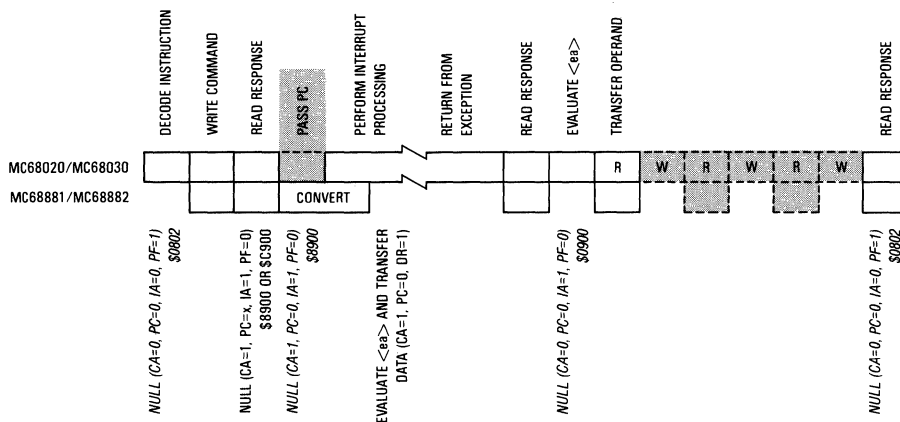 DECODE INSTRUCTION
WRITE COMMAND
READ RESPONSE
PASS PC
PERFORM INTERRUPT
PROCESSING
RETURN FROM
EXCEPTION
READ RESPONSE
EVALUATE <ea>
TRANSFER OPERAND
READ RESPONSE
MC68020/MC68030
R W R W R W
MC68881/MC68882
CONVERT
NULL (CA=0, PC=0, IA=0, PF=1)
$0802
NULL (CA=1, PC=x, IA=1, PF=0)
$8900 OR $C900
NULL (CA=1, PC=0, IA=1, PF=0)
$8900
EVALUATE <ea> AND TRANSFER
DATA (CA=1, PC=0, DR=1)
NULL (CA=0, PC=0, IA=1, PF=0)
$0900
NULL (CA=0, PC=0, IA=0, PF=1)
$0802